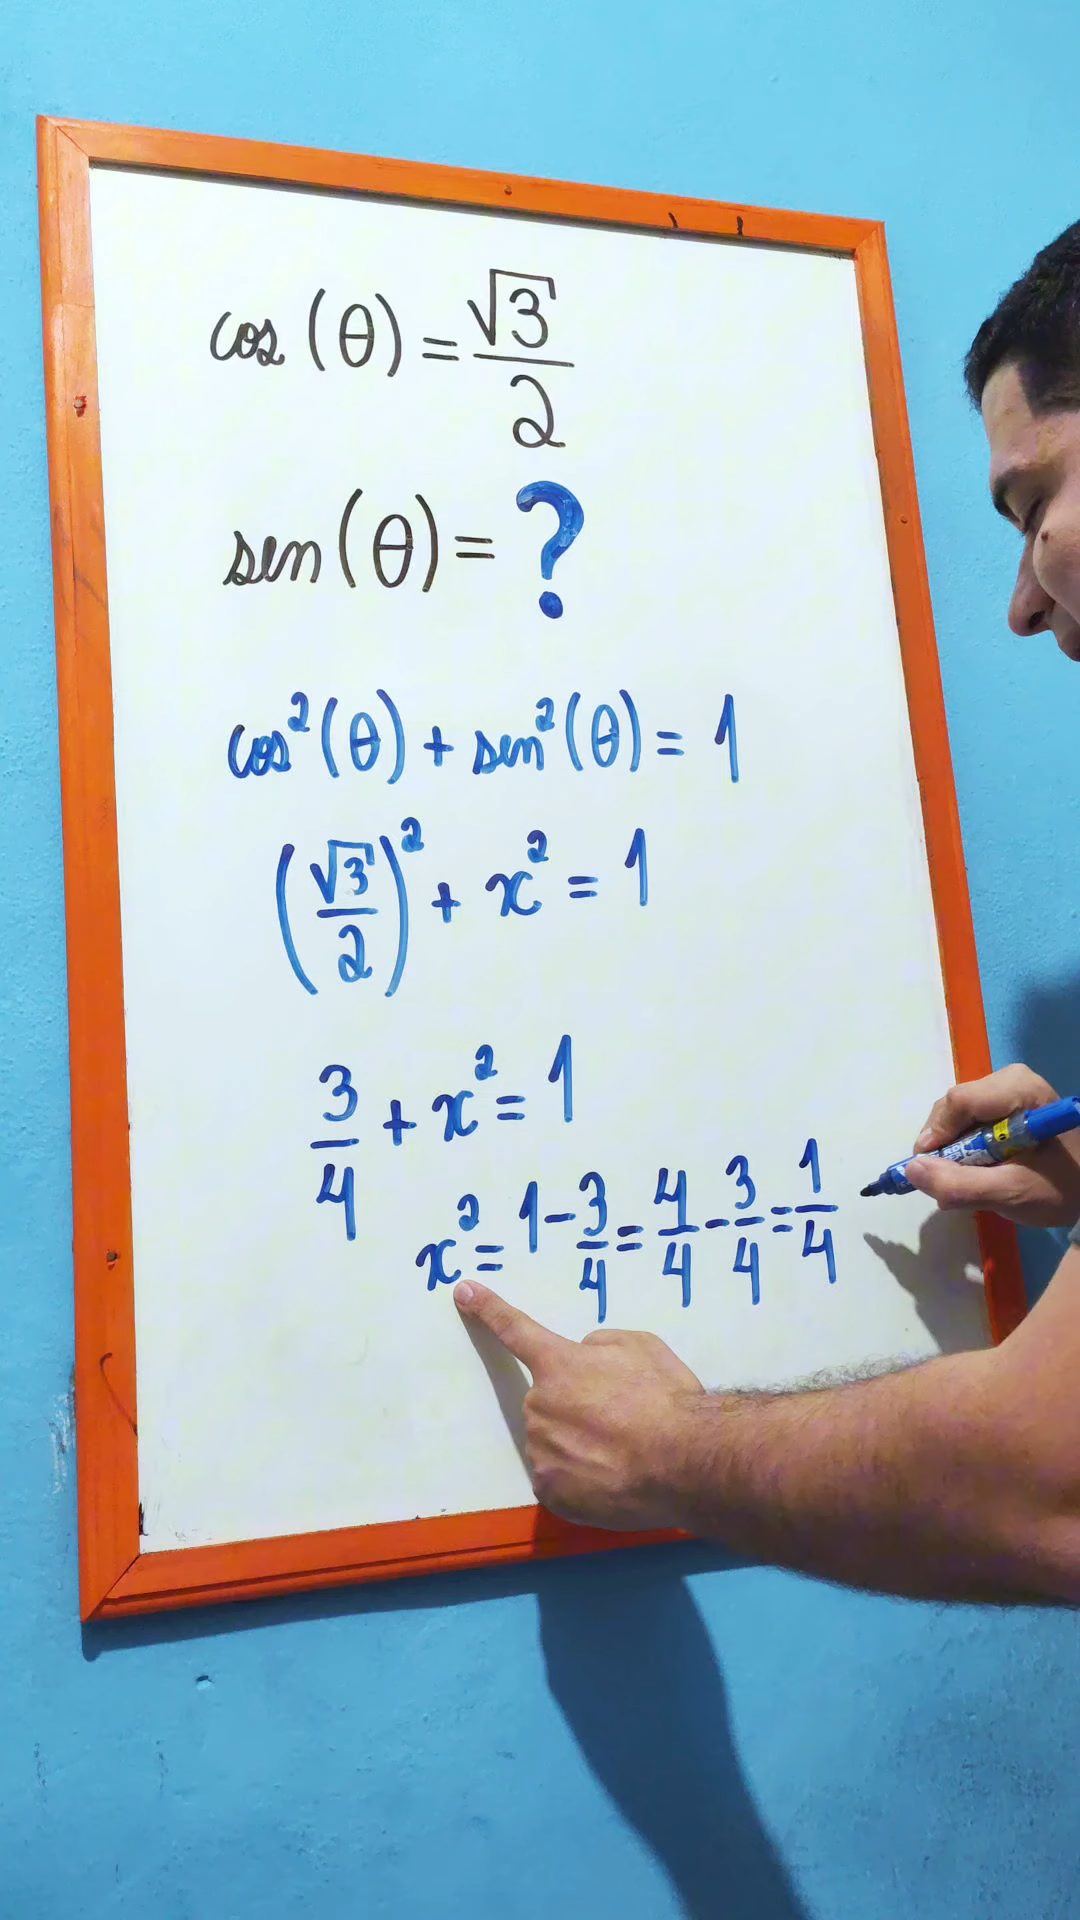 cos(θ) = √3/2
sen(θ) = ?
cos²(θ) + sen²(θ) = 1
(√3/2)² + x² = 1
3/4 + x² = 1
x² = 1 - 3/4 = 4/4 - 3/4 = 1/4